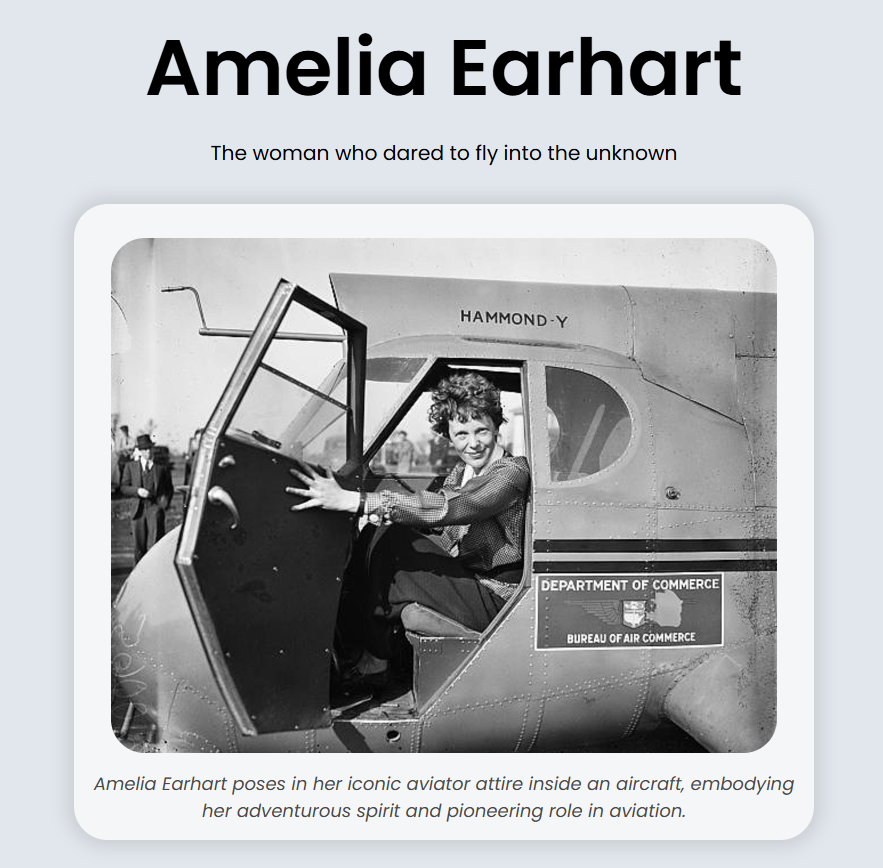 Amelia Earhart
The woman who dared to fly into the unknown
HAMMOND-Y
DEPARTMENT OF COMMERCE
BUREAU OF AIR COMMERCE
Amelia Earhart poses in her iconic aviator attire inside an aircraft, embodying
her adventurous spirit and pioneering role in aviation.